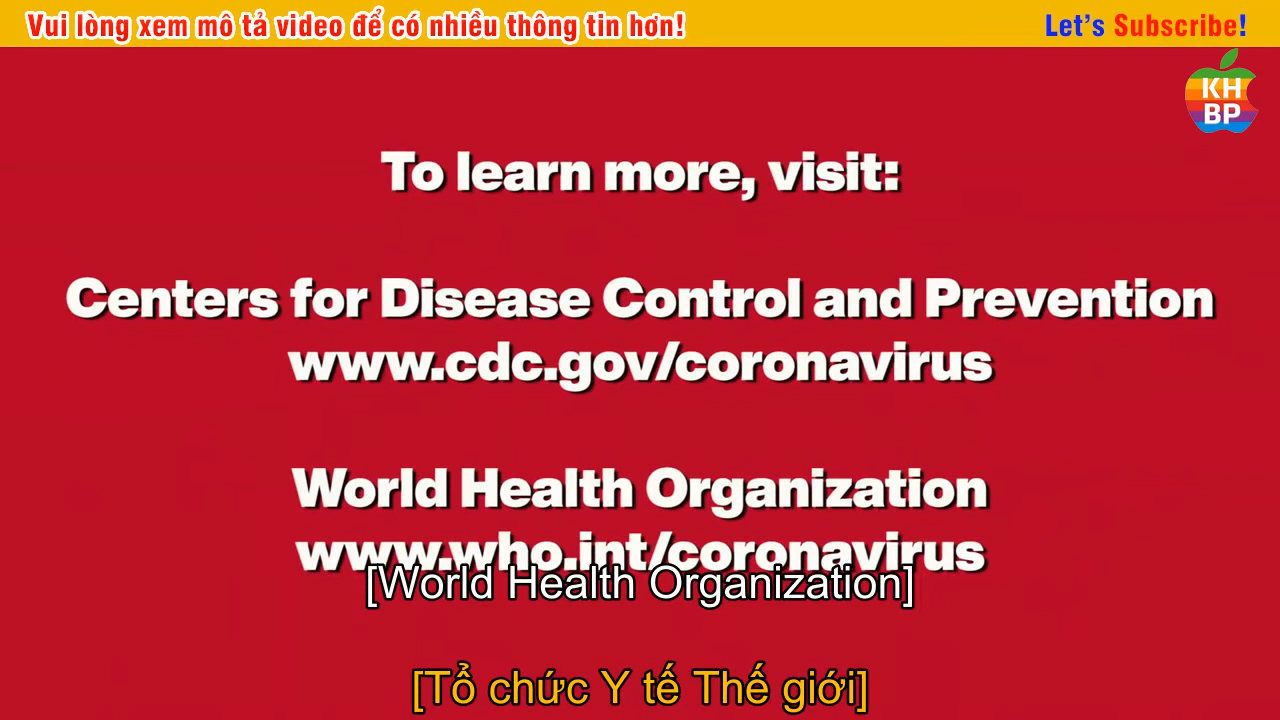 Vui lòng xem mô tả video để có nhiều thông tin hơn!
Let's Subscribe!
KH
BP
To learn more, visit:
Centers for Disease Control and Prevention
www.cdc.gov/coronavirus
World Health Organization
www.who.int/coronavirus
[World Health Organization]
[Tổ chức Y tế Thế giới]